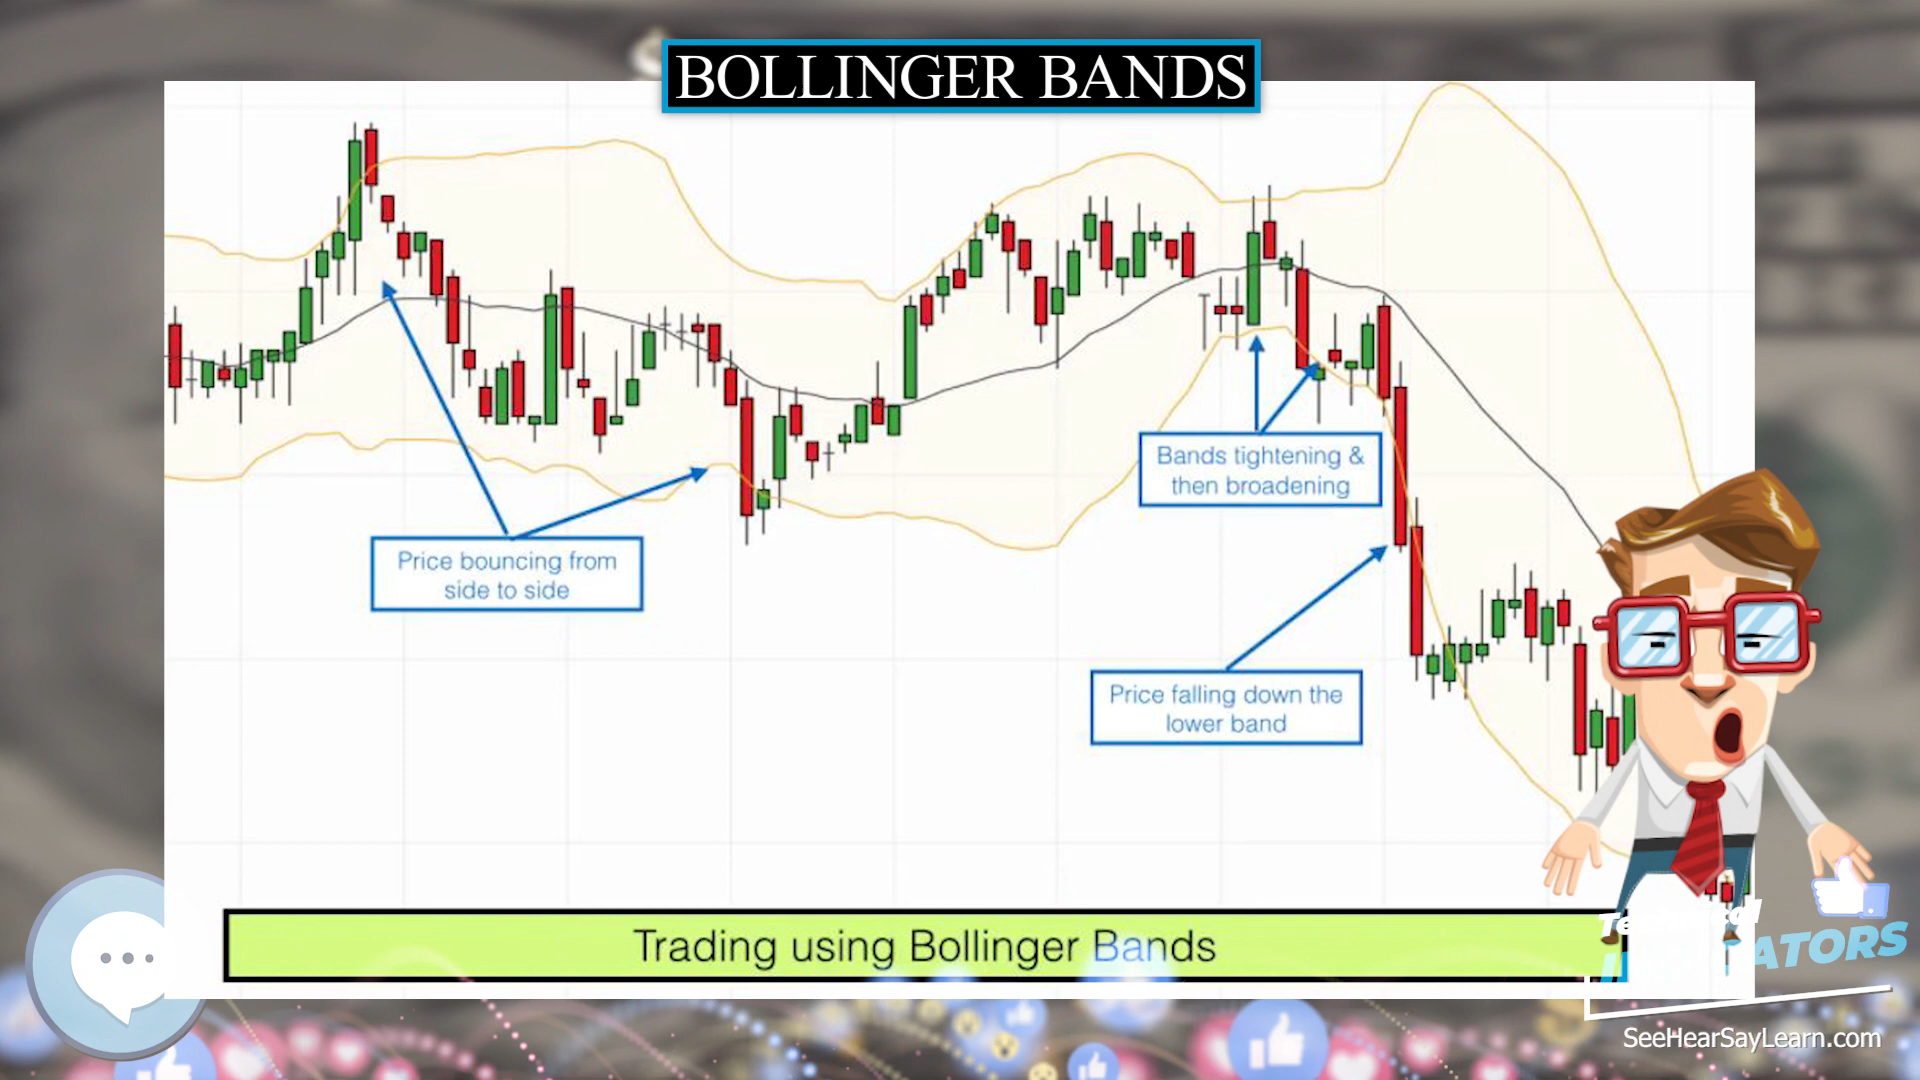 BOLLINGER BANDS
Bands tightening &
then broadening
Price bouncing from
side to side
Price falling down the
lower band
Trading using Bollinger Bands
SeeHearSayLearn.com